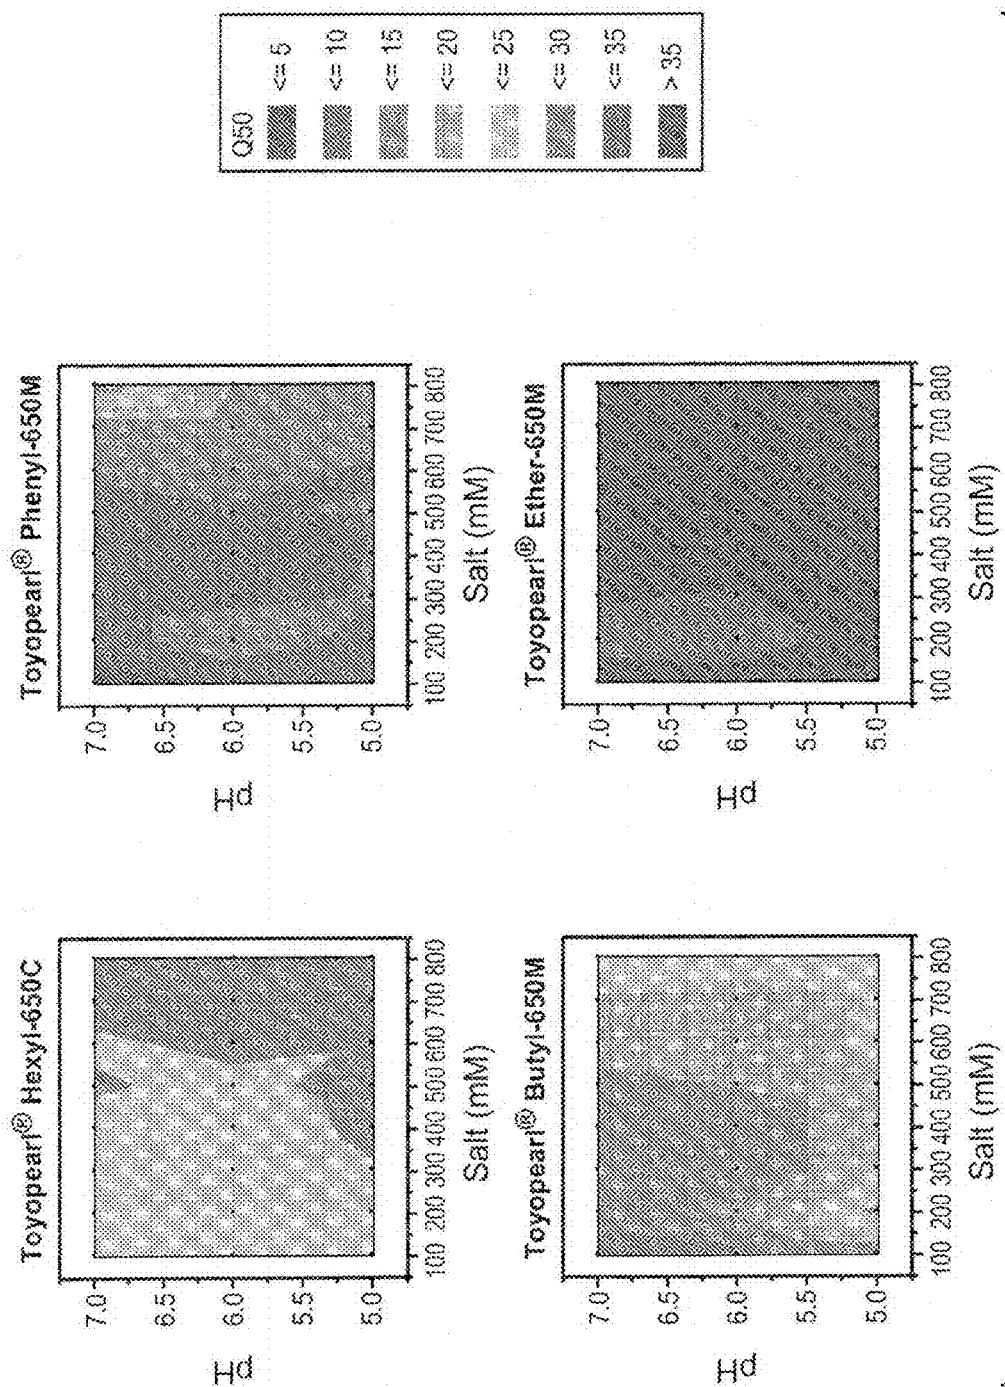 Toyopearl® Hexyl-650C
pH
7.0
6.5
6.0
5.5
5.0
100 200 300 400 500 600 700 800
Salt (mM)
Toyopearl® Phenyl-650M
pH
7.0
6.5
6.0
5.5
5.0
100 200 300 400 500 600 700 800
Salt (mM)
Toyopearl® Butyl-650M
pH
7.0
6.5
6.0
5.5
5.0
100 200 300 400 500 600 700 800
Salt (mM)
Toyopearl® Ether-650M
pH
7.0
6.5
6.0
5.5
5.0
100 200 300 400 500 600 700 800
Salt (mM)
Q50
<= 5
<= 10
<= 15
<= 20
<= 25
<= 30
<= 35
> 35